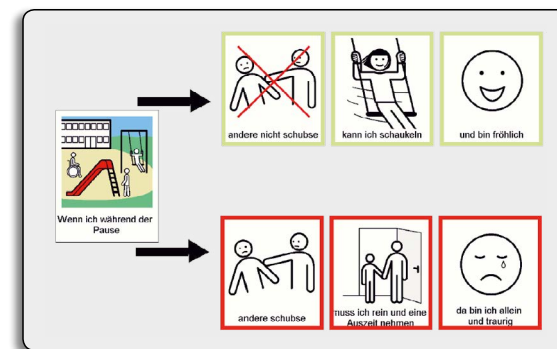 andere nicht schubse
kann ich schaukeln
und bin fröhlich
Wenn ich während der
Pause
andere schubse
muss ich rein und eine
Auszeit nehmen
da bin ich allein
und traurig